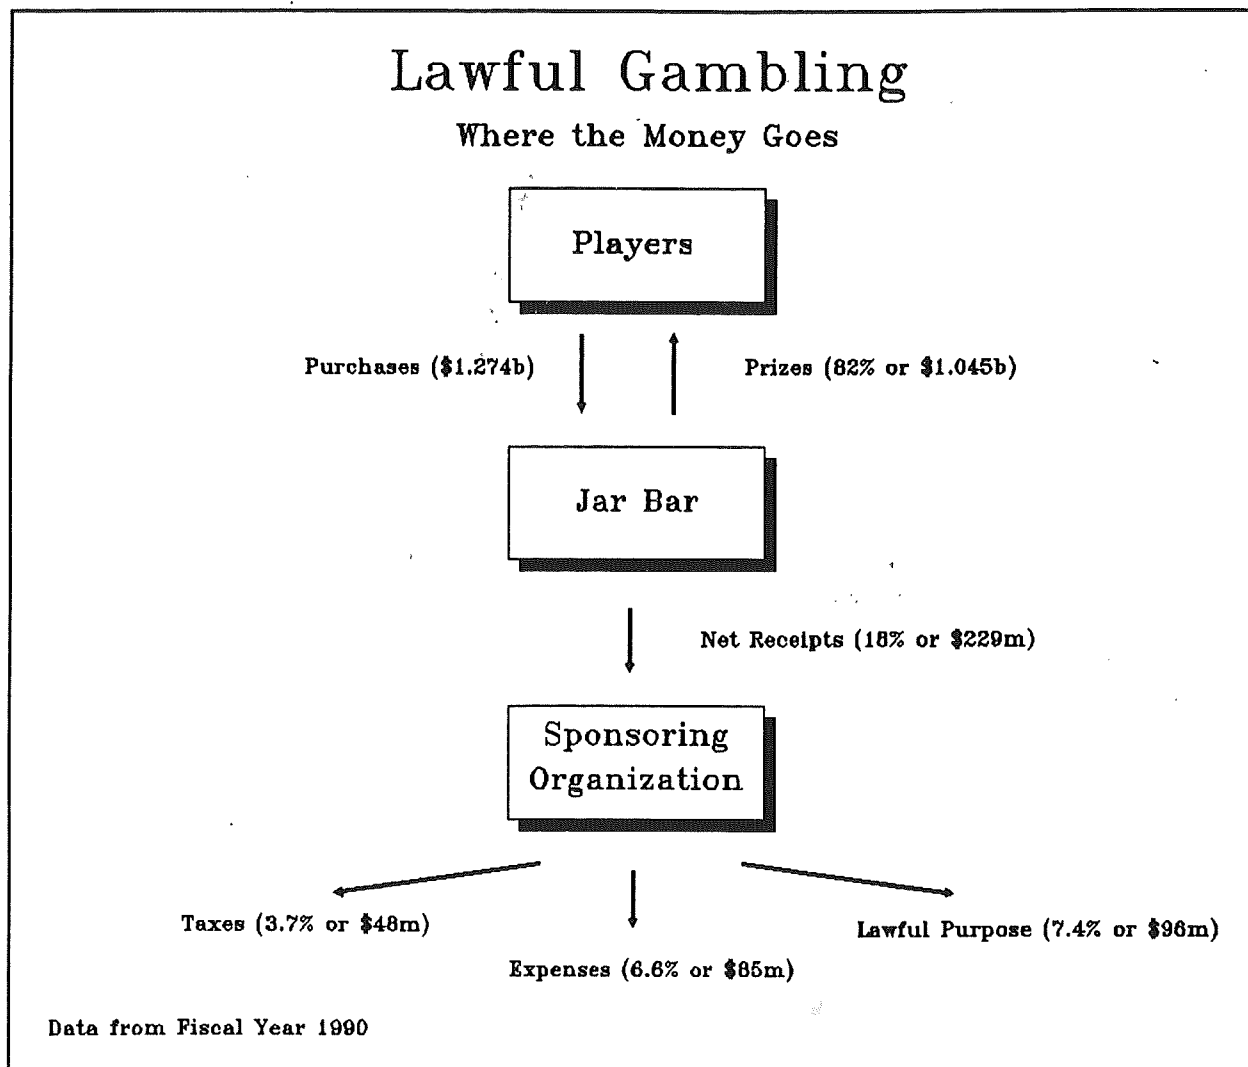 Lawful Gambling
Where the Money Goes
Players
Purchases ($1.274b)
Prizes (82% or $1.045b)
Jar Bar
Net Receipts (18% or $229m)
Sponsoring
Organization
Taxes (3.7% or $48m)
Lawful Purpose (7.4% or $96m)
Expenses (6.6% or $85m)
Data from Fiscal Year 1990